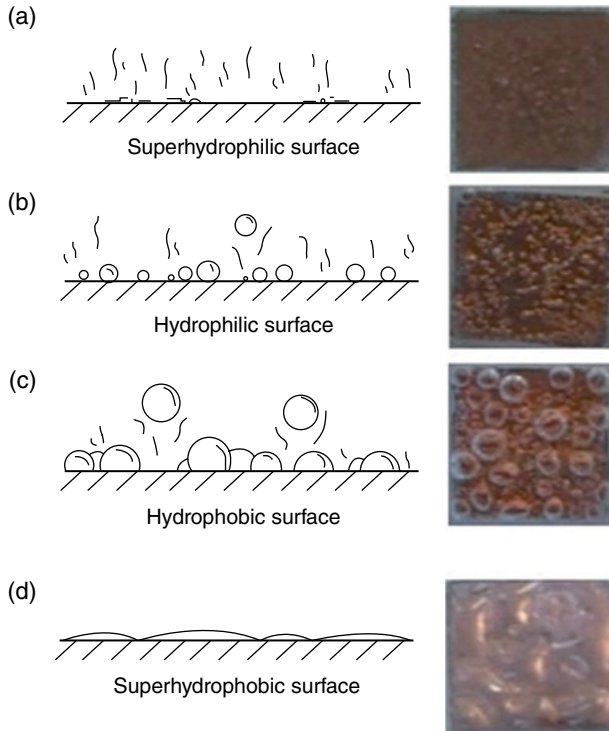 (a)
Superhydrophilic surface
(b)
Hydrophilic surface
(c)
Hydrophobic surface
(d)
Superhydrophobic surface